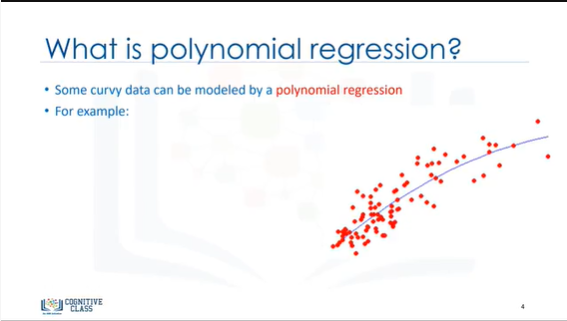 What is polynomial regression?
• Some curvy data can be modeled by a polynomial regression
• For example:
COGNITIVE
CLASS
4